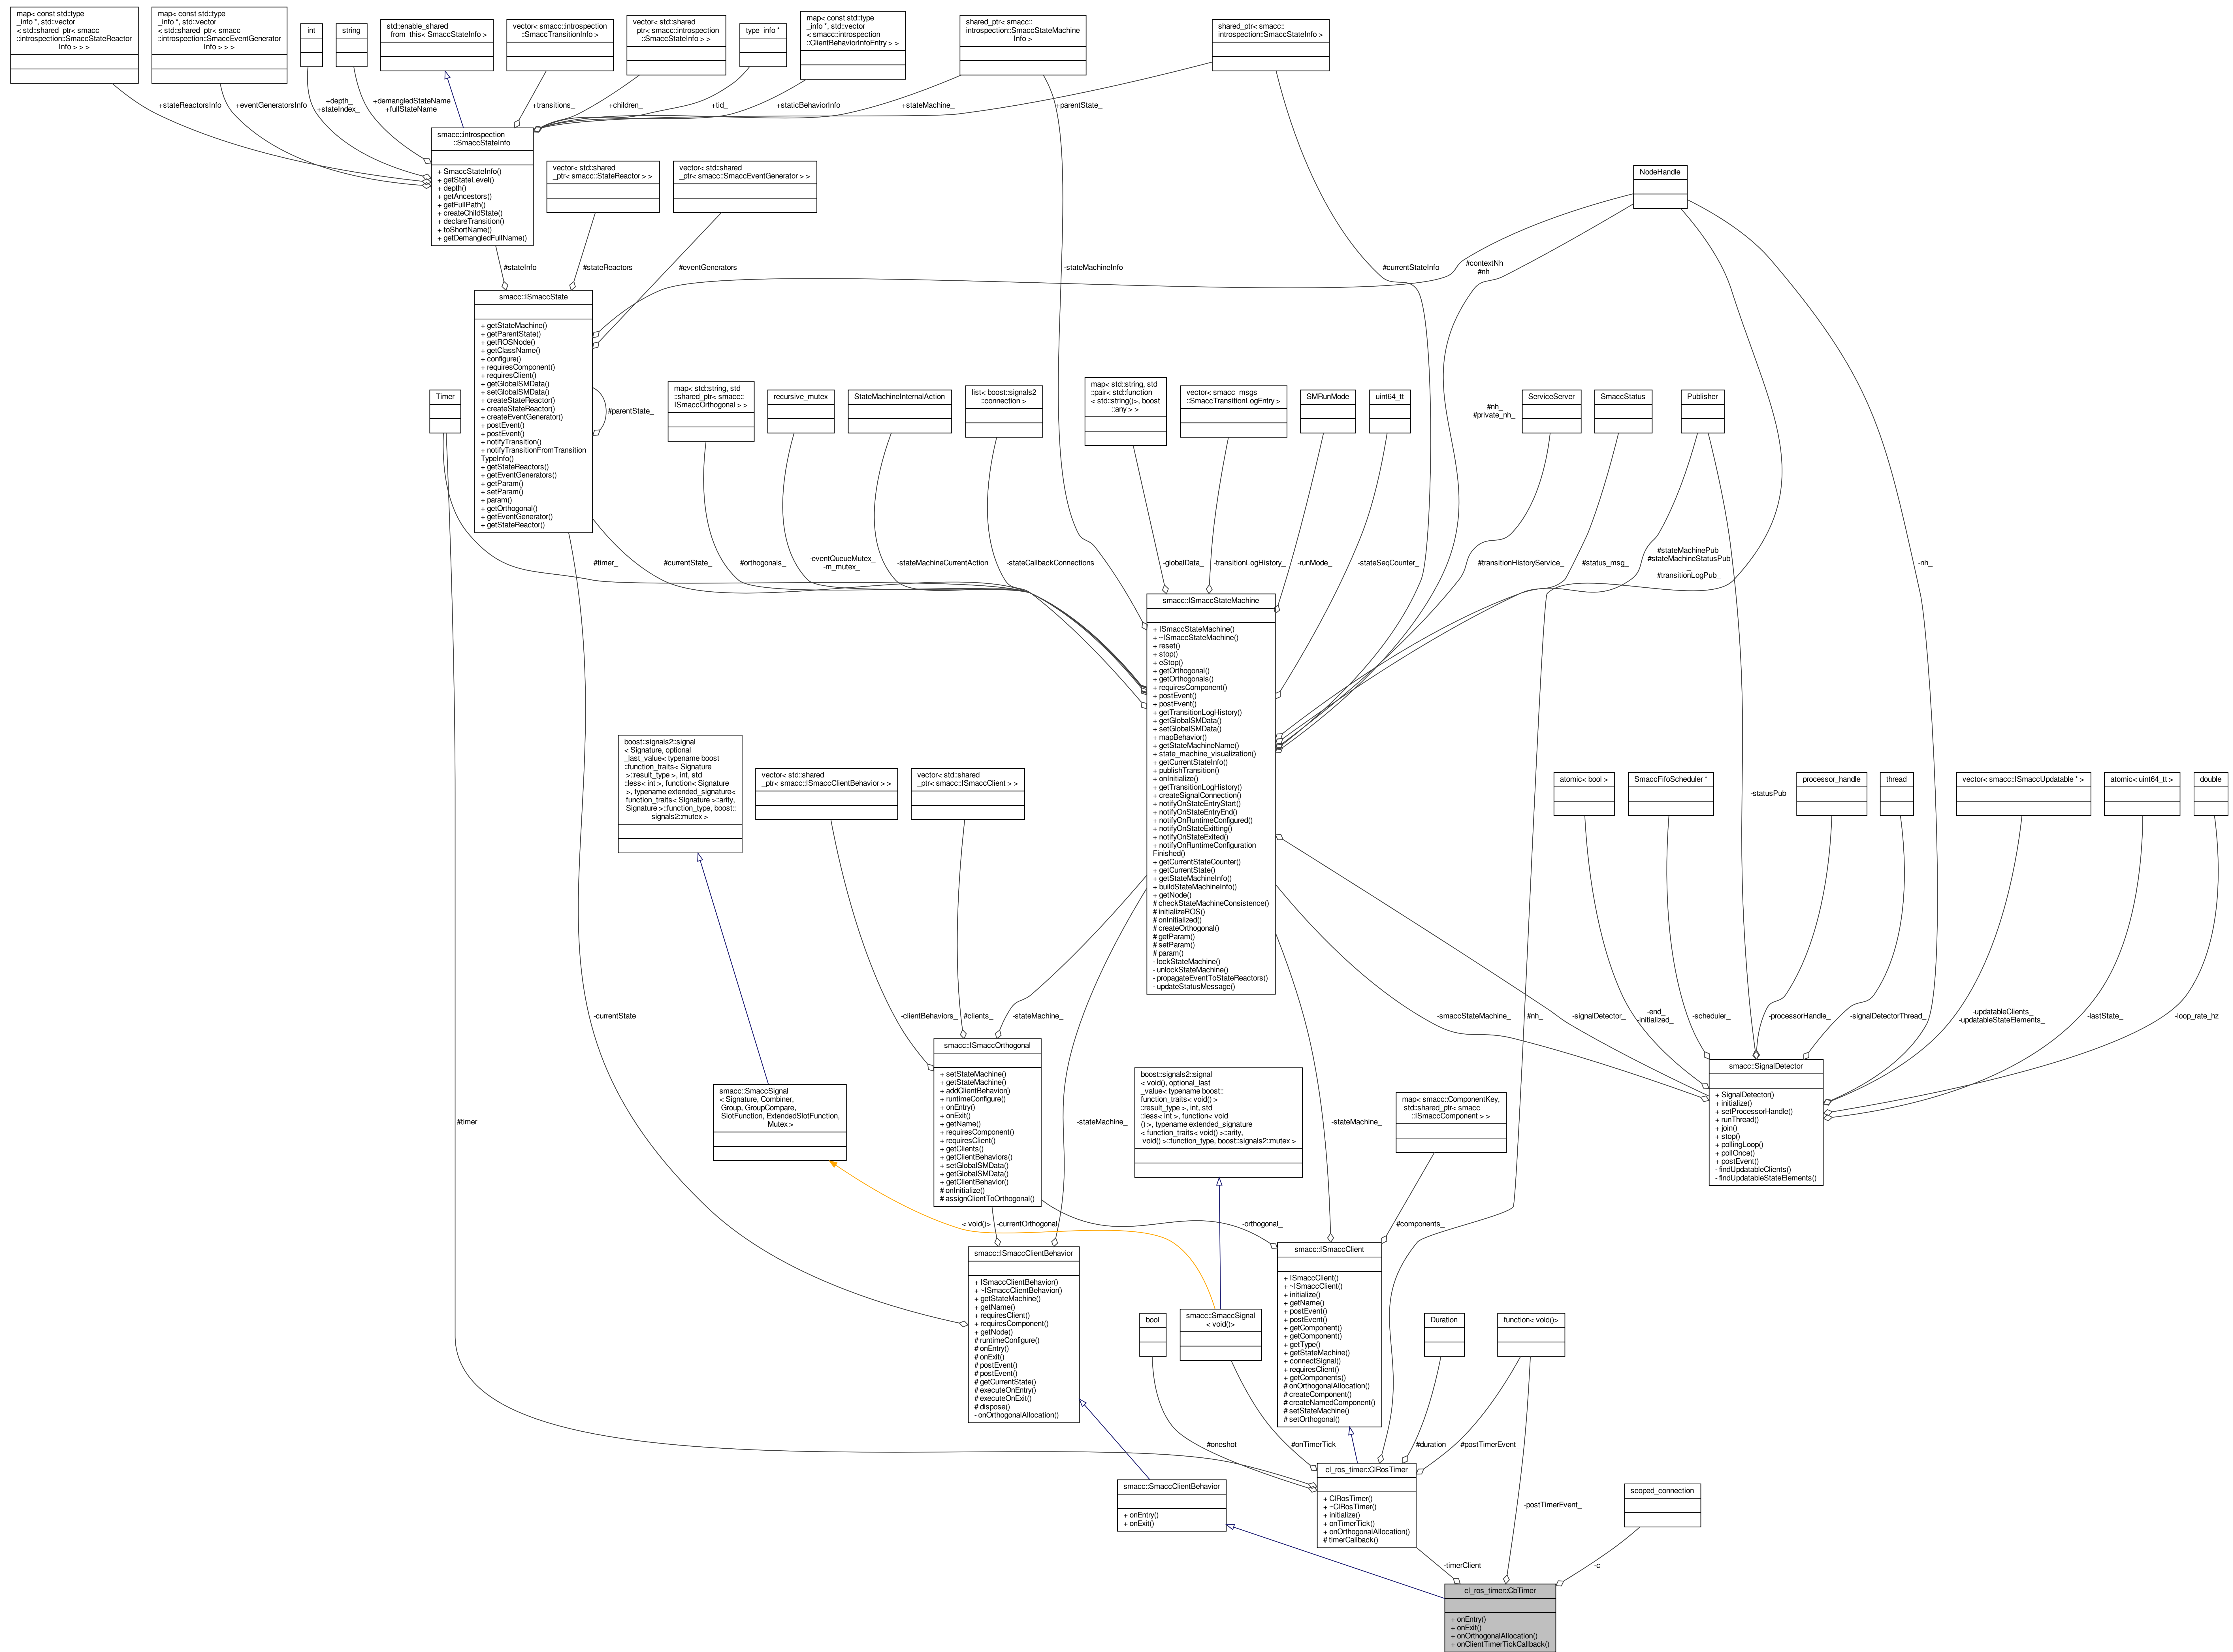 map< const std::type
_info *, std::vector
< std::shared_ptr< smacc
::introspection::SmaccStateReactor
Info > > >
map< const std::type
_info *, std::vector
< std::shared_ptr< smacc
::introspection::SmaccEventGenerator
Info > > >
int
string
std::enable_shared
_from_this< SmaccStateInfo >
vector< smacc::introspection
::SmaccTransitionInfo >
vector< std::shared
_ptr< smacc::introspection
::SmaccStateInfo > >
type_info *
map< const std::type
_info *, std::vector
< smacc::introspection
::ClientBehaviorInfoEntry > >
shared_ptr< smacc::
introspection::SmaccStateMachine
Info >
shared_ptr< smacc::
introspection::SmaccStateInfo >
+stateReactorsInfo
+eventGeneratorsInfo
+depth_
+stateIndex_
+demangledStateName
+fullStateName
+transitions_
+children_
+tid_
+staticBehaviorInfo
+stateMachine_
+parentState_
smacc::introspection
::SmaccStateInfo
+ SmaccStateInfo()
+ getStateLevel()
+ depth()
+ getAncestors()
+ getFullPath()
+ createChildState()
+ declareTransition()
+ toShortName()
+ getDemangledFullName()
vector< std::shared
_ptr< smacc::StateReactor > >
vector< std::shared
_ptr< smacc::SmaccEventGenerator > >
NodeHandle
#stateInfo_
#stateReactors_
#eventGenerators_
-stateMachineInfo_
#currentStateInfo_
#contextNh
#nh
smacc::ISmaccState
+ getStateMachine()
+ getParentState()
+ getROSNode()
+ getClassName()
+ configure()
+ requiresComponent()
+ requiresClient()
+ getGlobalSMData()
+ setGlobalSMData()
+ createStateReactor()
+ createStateReactor()
+ createEventGenerator()
+ postEvent()
+ postEvent()
+ notifyTransition()
+ notifyTransitionFromTransition
TypeInfo()
+ getStateReactors()
+ getEventGenerators()
+ getParam()
+ setParam()
+ param()
+ getOrthogonal()
+ getEventGenerator()
+ getStateReactor()
#parentState_
Timer
map< std::string, std
::shared_ptr< smacc::
ISmaccOrthogonal > >
recursive_mutex
StateMachineInternalAction
list< boost::signals2
::connection >
map< std::string, std
::pair< std::function
< std::string()>, boost
::any > >
vector< smacc_msgs
::SmaccTransitionLogEntry >
SMRunMode
uint64_tt
#nh_
#private_nh_
ServiceServer
SmaccStatus
Publisher
#timer_
#currentState_
#orthogonals_
-eventQueueMutex_
-m_mutex_
-stateMachineCurrentAction
-stateCallbackConnections
-globalData_
-transitionLogHistory_
-runMode_
-stateSeqCounter_
#transitionHistoryService_
#status_msg_
#stateMachinePub_
#stateMachineStatusPub
_
#transitionLogPub_
-nh_
smacc::ISmaccStateMachine
+ ISmaccStateMachine()
+ ~ISmaccStateMachine()
+ reset()
+ stop()
+ eStop()
+ getOrthogonal()
+ getOrthogonals()
+ requiresComponent()
+ postEvent()
+ postEvent()
+ getTransitionLogHistory()
+ getGlobalSMData()
+ setGlobalSMData()
+ mapBehavior()
+ getStateMachineName()
+ state_machine_visualization()
+ getCurrentStateInfo()
+ publishTransition()
+ onInitialize()
+ getTransitionLogHistory()
+ createSignalConnection()
+ notifyOnStateEntryStart()
+ notifyOnStateEntryEnd()
+ notifyOnRuntimeConfigured()
+ notifyOnStateExitting()
+ notifyOnStateExited()
+ notifyOnRuntimeConfiguration
Finished()
+ getCurrentStateCounter()
+ getCurrentState()
+ getStateMachineInfo()
+ buildStateMachineInfo()
+ getNode()
# checkStateMachineConsistence()
# initializeROS()
# onInitialized()
# createOrthogonal()
# getParam()
# setParam()
# param()
- lockStateMachine()
- unlockStateMachine()
- propagateEventToStateReactors()
- updateStatusMessage()
boost::signals2::signal
< Signature, optional
_last_value< typename boost
::function_traits< Signature
>::result_type >, int, std
::less< int >, function< Signature
>, typename extended_signature<
function_traits< Signature >::arity,
Signature >::function_type, boost::
signals2::mutex >
vector< std::shared
_ptr< smacc::ISmaccClientBehavior > >
vector< std::shared
_ptr< smacc::ISmaccClient > >
atomic< bool >
SmaccFifoScheduler *
-statusPub_
processor_handle
thread
vector< smacc::ISmaccUpdatable * >
atomic< uint64_tt >
double
-currentState
-clientBehaviors_
#clients_
-stateMachine_
-smaccStateMachine_
#nh_
-signalDetector_
-end_
-initialized_
-scheduler_
-processorHandle_
-signalDetectorThread_
-updatableClients_
-updatableStateElements_
-lastState_
-loop_rate_hz
smacc::ISmaccOrthogonal
+ setStateMachine()
+ getStateMachine()
+ addClientBehavior()
+ runtimeConfigure()
+ onEntry()
+ onExit()
+ getName()
+ requiresComponent()
+ requiresClient()
+ getClients()
+ getClientBehaviors()
+ setGlobalSMData()
+ getGlobalSMData()
+ getClientBehavior()
# onInitialize()
# assignClientToOrthogonal()
smacc::SignalDetector
+ SignalDetector()
+ initialize()
+ setProcessorHandle()
+ runThread()
+ join()
+ stop()
+ pollingLoop()
+ pollOnce()
+ postEvent()
- findUpdatableClients()
- findUpdatableStateElements()
#timer
smacc::SmaccSignal
< Signature, Combiner,
Group, GroupCompare,
SlotFunction, ExtendedSlotFunction,
Mutex >
-stateMachine_
boost::signals2::signal
< void(), optional_last
_value< typename boost::
function_traits< void() >
::result_type >, int, std
::less< int >, function< void
() >, typename extended_signature
< function_traits< void() >::arity,
void() >::function_type, boost::signals2::mutex >
-stateMachine_
map< smacc::ComponentKey,
std::shared_ptr< smacc
::ISmaccComponent > >
< void()>
-currentOrthogonal
-orthogonal_
#components_
smacc::ISmaccClientBehavior
+ ISmaccClientBehavior()
+ ~ISmaccClientBehavior()
+ getStateMachine()
+ getName()
+ requiresClient()
+ requiresComponent()
+ getNode()
# runtimeConfigure()
# onEntry()
# onExit()
# postEvent()
# postEvent()
# getCurrentState()
# executeOnEntry()
# executeOnExit()
# dispose()
- onOrthogonalAllocation()
smacc::ISmaccClient
+ ISmaccClient()
+ ~ISmaccClient()
+ initialize()
+ getName()
+ postEvent()
+ postEvent()
+ getComponent()
+ getComponent()
+ getType()
+ getStateMachine()
+ connectSignal()
+ requiresClient()
+ getComponents()
# onOrthogonalAllocation()
# createComponent()
# createNamedComponent()
# setStateMachine()
# setOrthogonal()
bool
smacc::SmaccSignal
< void()>
Duration
function< void()>
#oneshot
#onTimerTick_
#duration
#postTimerEvent_
smacc::SmaccClientBehavior
+ onEntry()
+ onExit()
cl_ros_timer::ClRosTimer
+ ClRosTimer()
+ ~ClRosTimer()
+ initialize()
+ onTimerTick()
+ onOrthogonalAllocation()
# timerCallback()
-postTimerEvent_
scoped_connection
-timerClient_
-c_
cl_ros_timer::CbTimer
+ onEntry()
+ onExit()
+ onOrthogonalAllocation()
+ onClientTimerTickCallback()